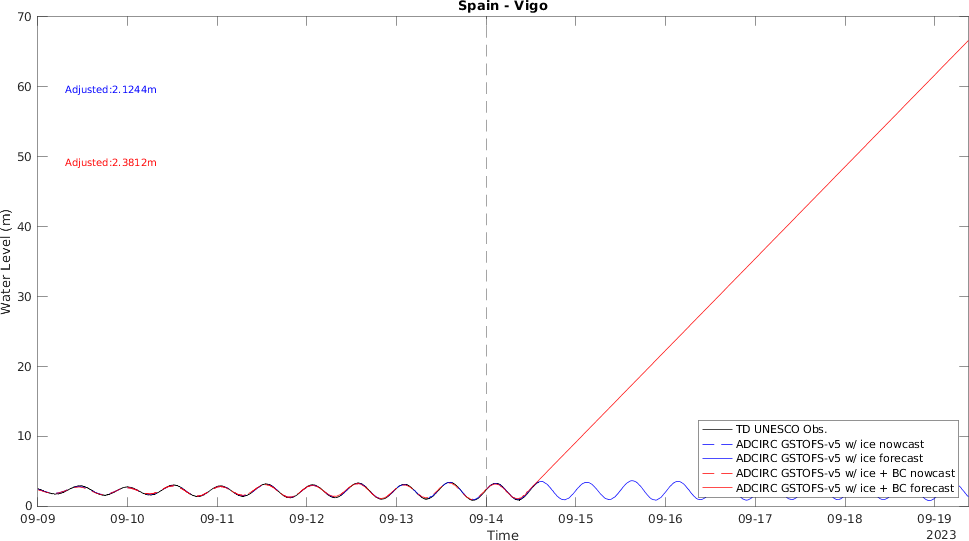 Spain - Vigo
70
60
50
40
30
20
10
0
Water Level (m)
Adjusted:2.1244m
Adjusted:2.3812m
TD UNESCO Obs.
ADCIRC GSTOFS-v5 w/ ice nowcast
ADCIRC GSTOFS-v5 w/ ice forecast
ADCIRC GSTOFS-v5 w/ ice + BC nowcast
ADCIRC GSTOFS-v5 w/ ice + BC forecast
09-09 09-10 09-11 09-12 09-13 09-14 09-15 09-16 09-17 09-18 09-19
Time
2023